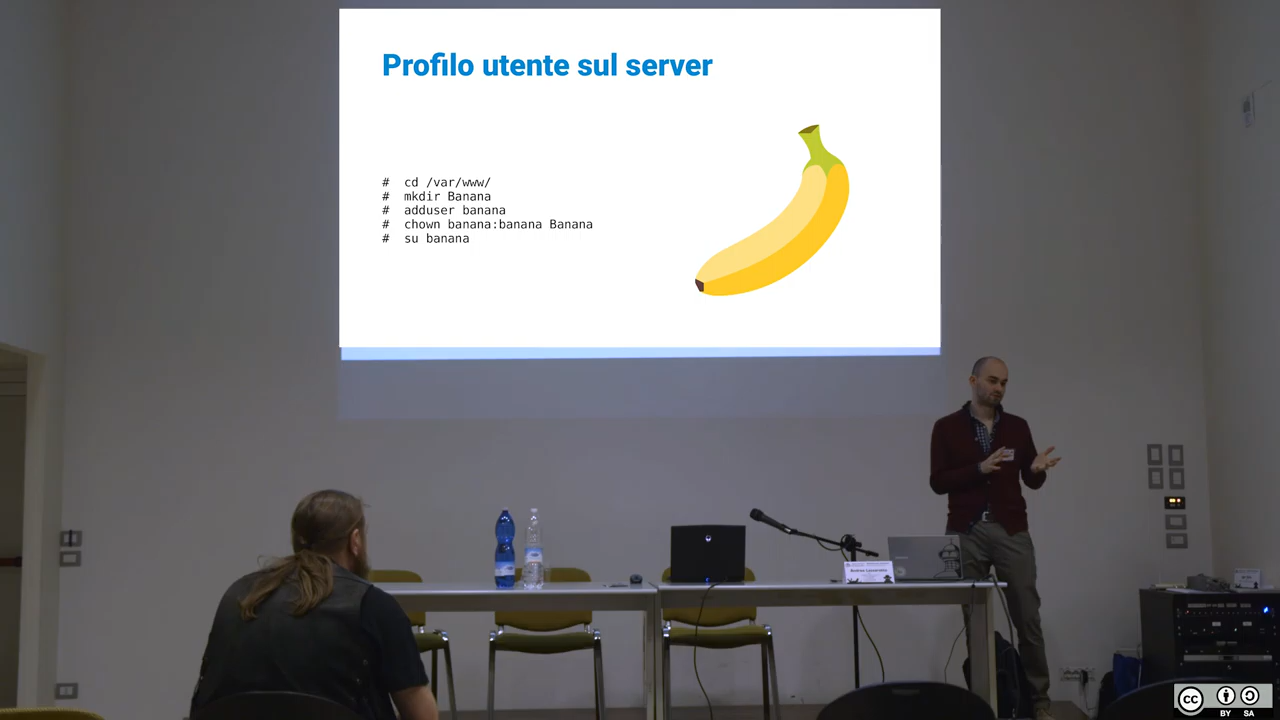 Profilo utente sul server
# cd /var/www/
# mkdir Banana
# adduser banana
# chown banana:banana Banana
# su banana
cc
BY SA